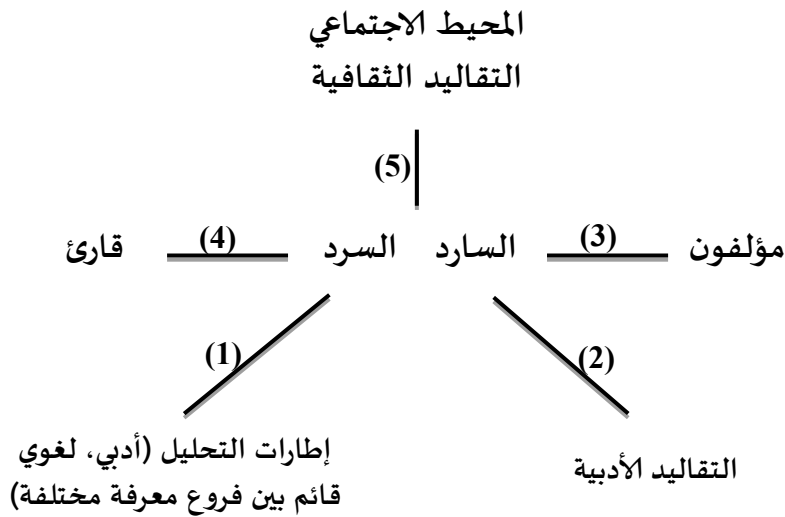 المحيط الاجتماعي
التقاليد الثقافية
(5)
مؤلفون (3) السارد السرد (4) قارئ
(2) (1)
التقاليد الأدبية
إطارات التحليل (أدبي، لغوي
قائم بين فروع معرفة مختلفة)